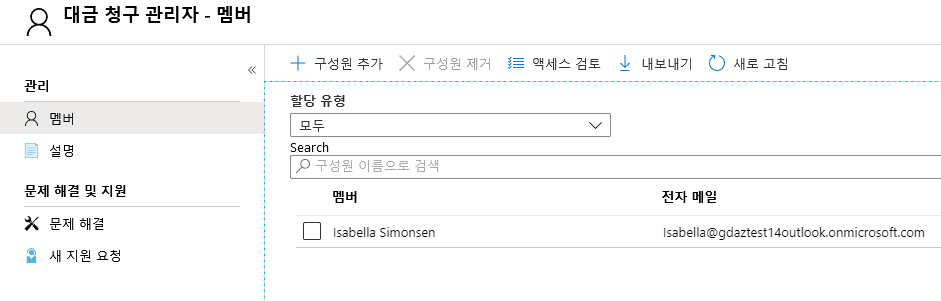 대금 청구 관리자 - 멤버
«
관리
멤버
설명
문제 해결 및 지원
문제 해결
새 지원 요청
구성원 추가 구성원 제거 액세스 검토 내보내기 새로 고침
할당 유형
모두
Search
구성원 이름으로 검색
멤버 전자 메일
Isabella Simonsen Isabella@gdaztest14outlook.onmicrosoft.com